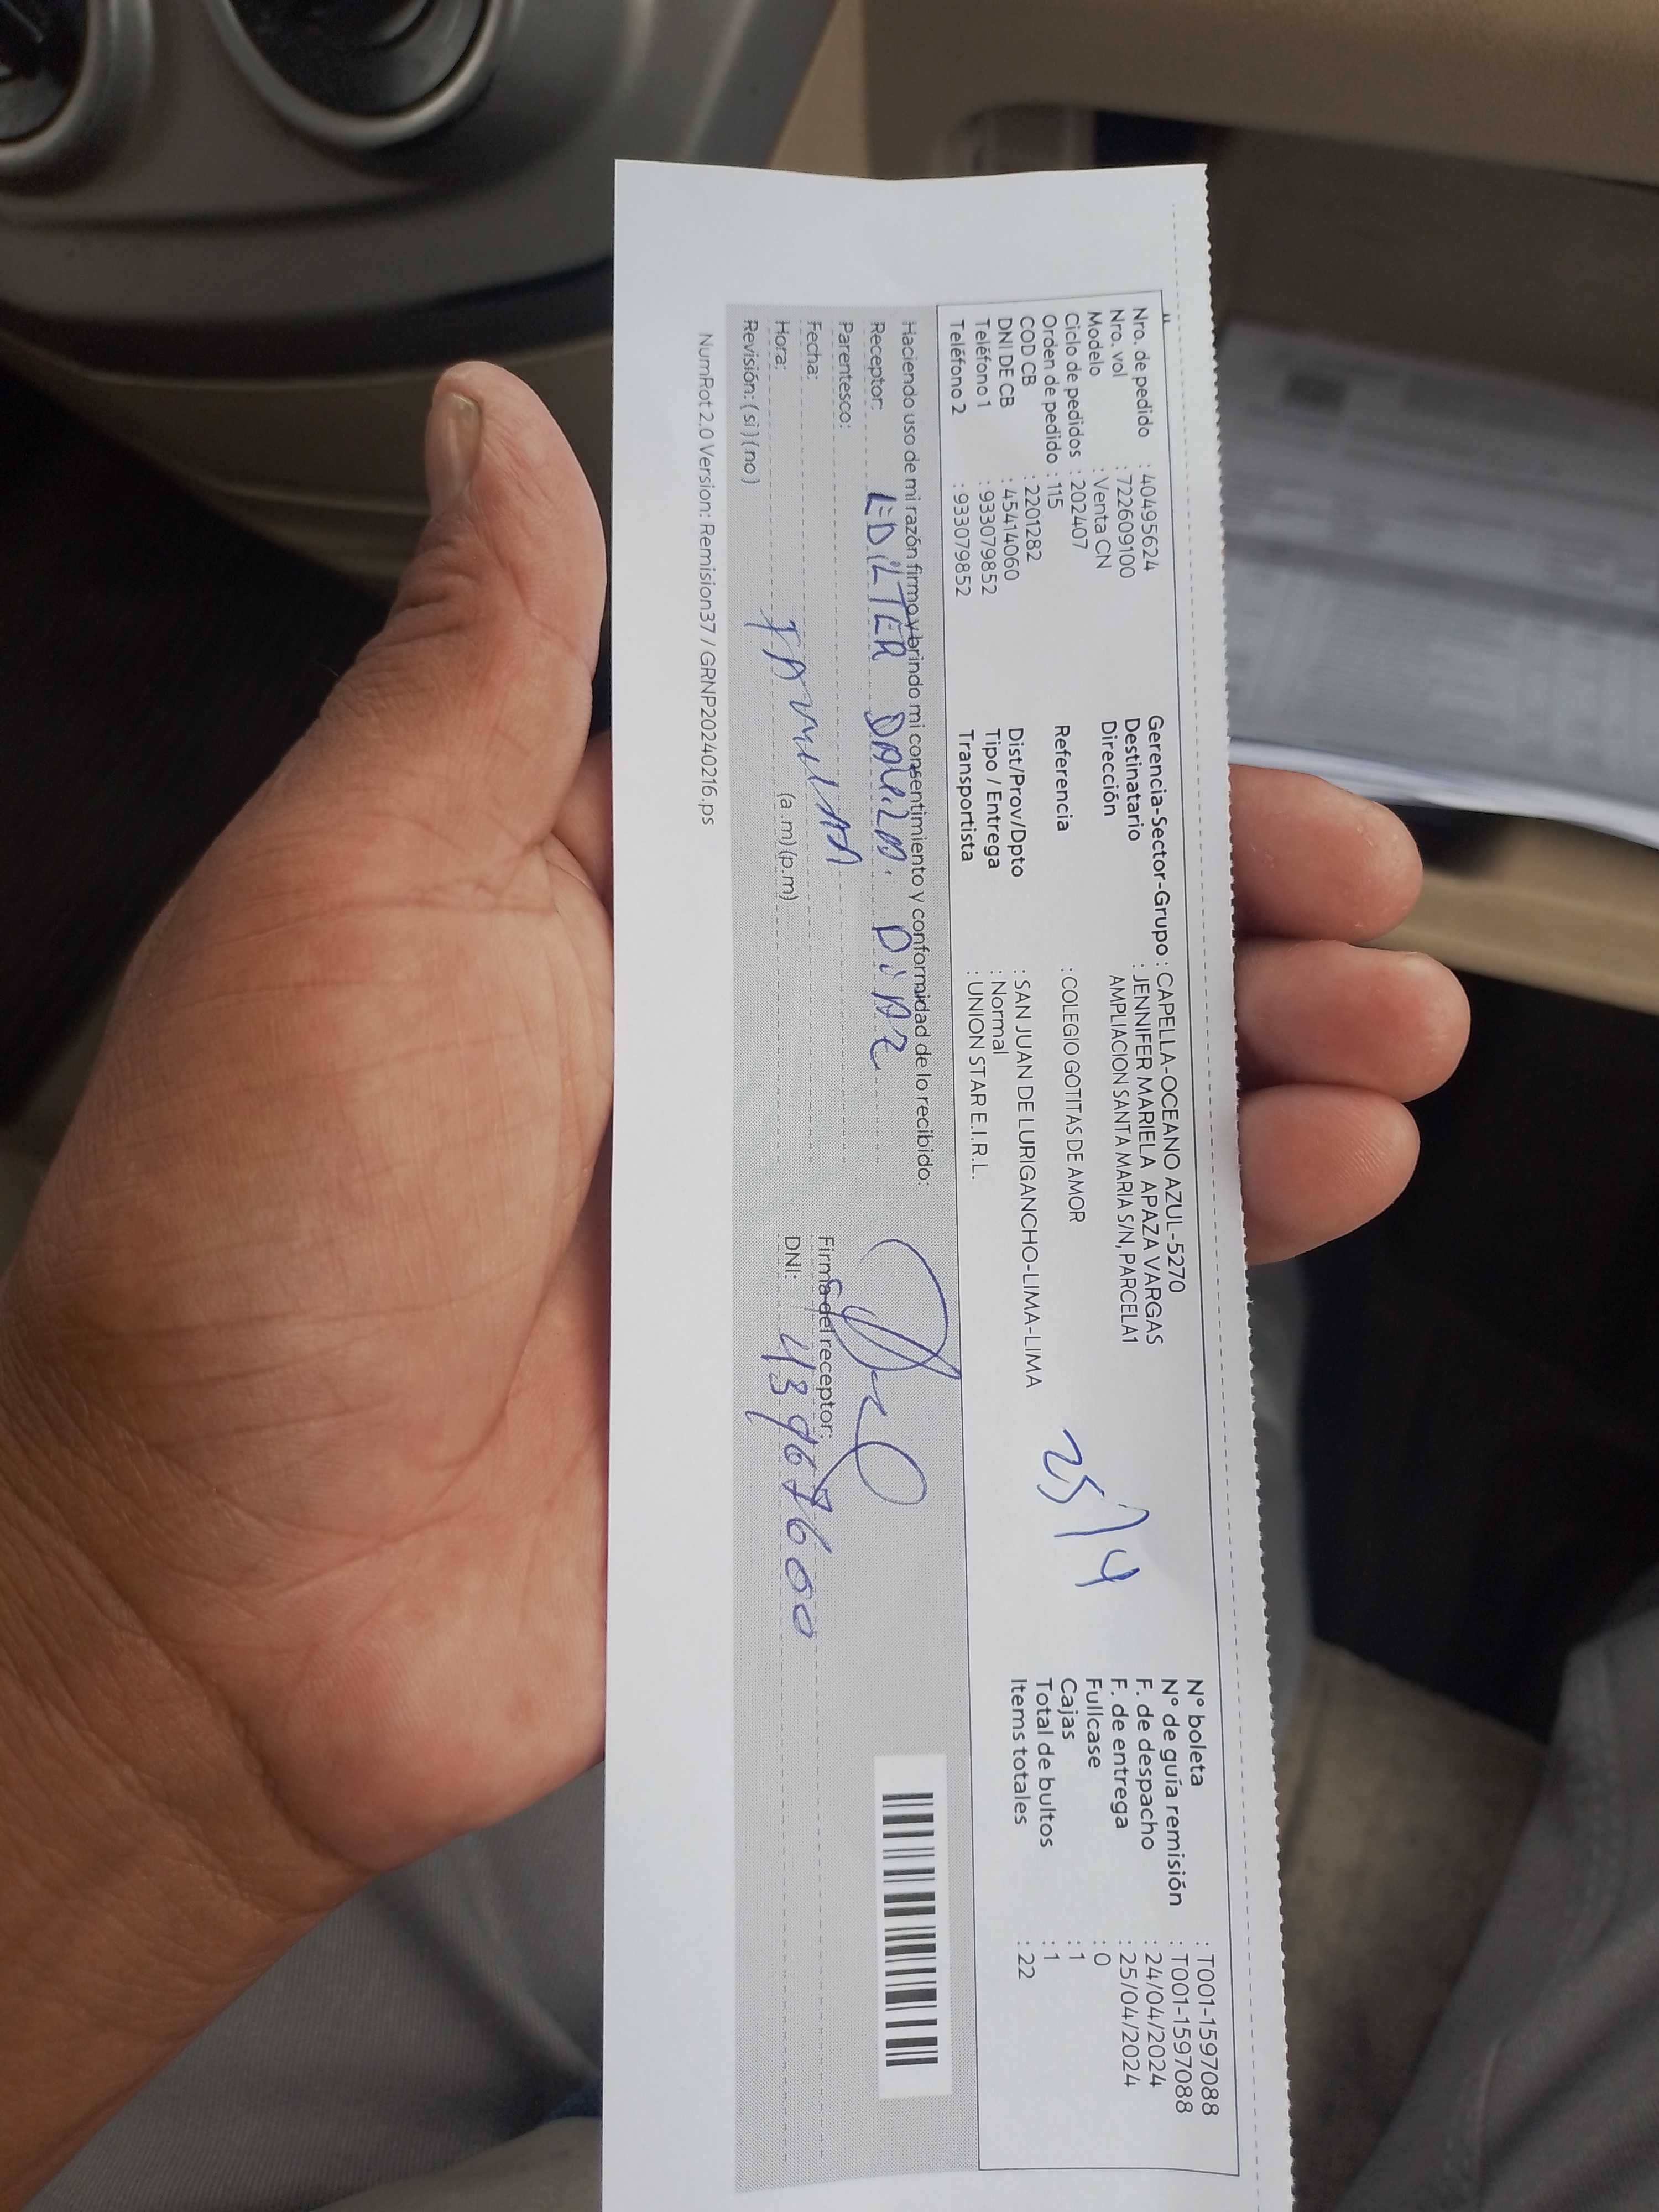 Nro. de pedido : 40495624
Nro. vol : 722609100
Modelo : Venta CN
Ciclo de pedidos : 202407
Orden de pedido : 115
COD CB : 2201282
DNI DE CB : 45414060
Teléfono 1 : 933079852
Teléfono 2 : 933079852
Gerencia-Sector-Grupo : CAPELLA-OCEANO AZUL-5270
Destinatario : JENNIFER MARIELA APAZA VARGAS
Dirección AMPLIACION SANTA MARIA S/N, PARCELA1
Referencia : COLEGIO GOTITAS DE AMOR
Dist/Prov/Dpto : SAN JUAN DE LURIGANCHO-LIMA-LIMA
Tipo / Entrega : Normal
Transportista : UNION STAR E.I.R.L.
25/4
N° boleta : T001-1597088
N° de guía remisión : T001-1597088
F. de despacho : 24/04/2024
F. de entrega : 25/04/2024
Fullcase : 0
Cajas : 1
Total de bultos : 1
Items totales : 22
Haciendo uso de mi razón firmo y brindo mi consentimiento y conformidad de lo recibido:
Receptor: EDILTER DIAZ
Parentesco:
Fecha:
Hora: (a.m) (p.m)
Revisión: ( si ) ( no )
Firma del receptor:
DNI: 43967600
NumRot 2.0 Version: Remision37 / GRNP20240216.ps